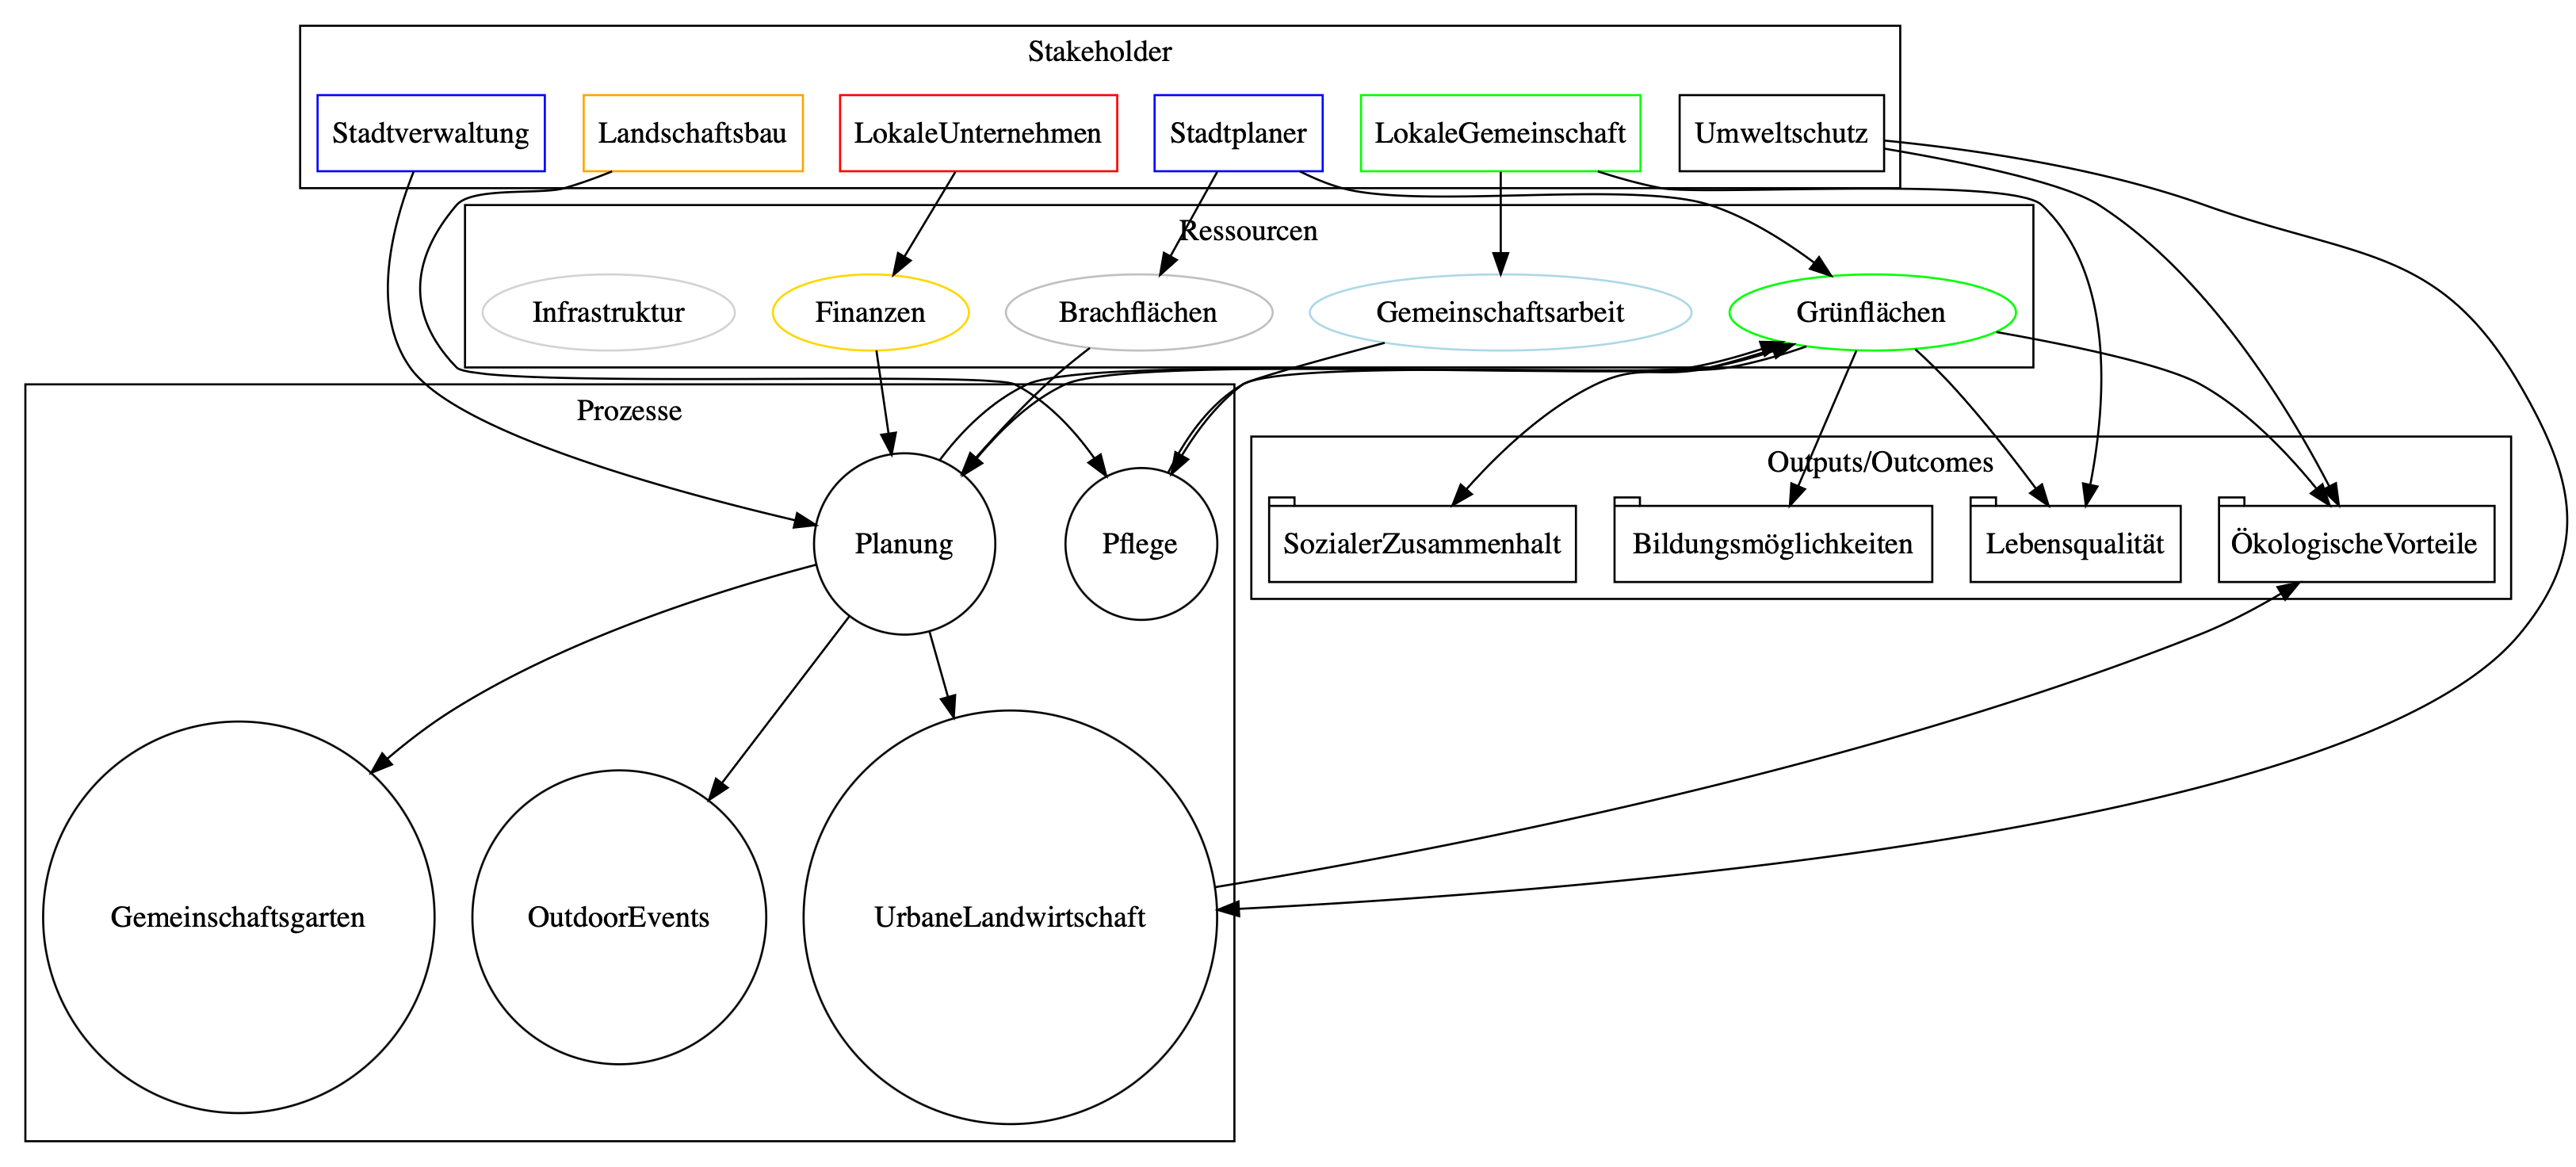 Stakeholder
Stadtverwaltung
Landschaftsbau
LokaleUnternehmen
Stadtplaner
LokaleGemeinschaft
Umweltschutz
Ressourcen
Infrastruktur
Finanzen
Brachflächen
Gemeinschaftsarbeit
Grünflächen
Prozesse
Outputs/Outcomes
Planung
Pflege
SozialerZusammenhalt
Bildungsmöglichkeiten
Lebensqualität
ÖkologischeVorteile
Gemeinschaftsgarten
OutdoorEvents
UrbaneLandwirtschaft